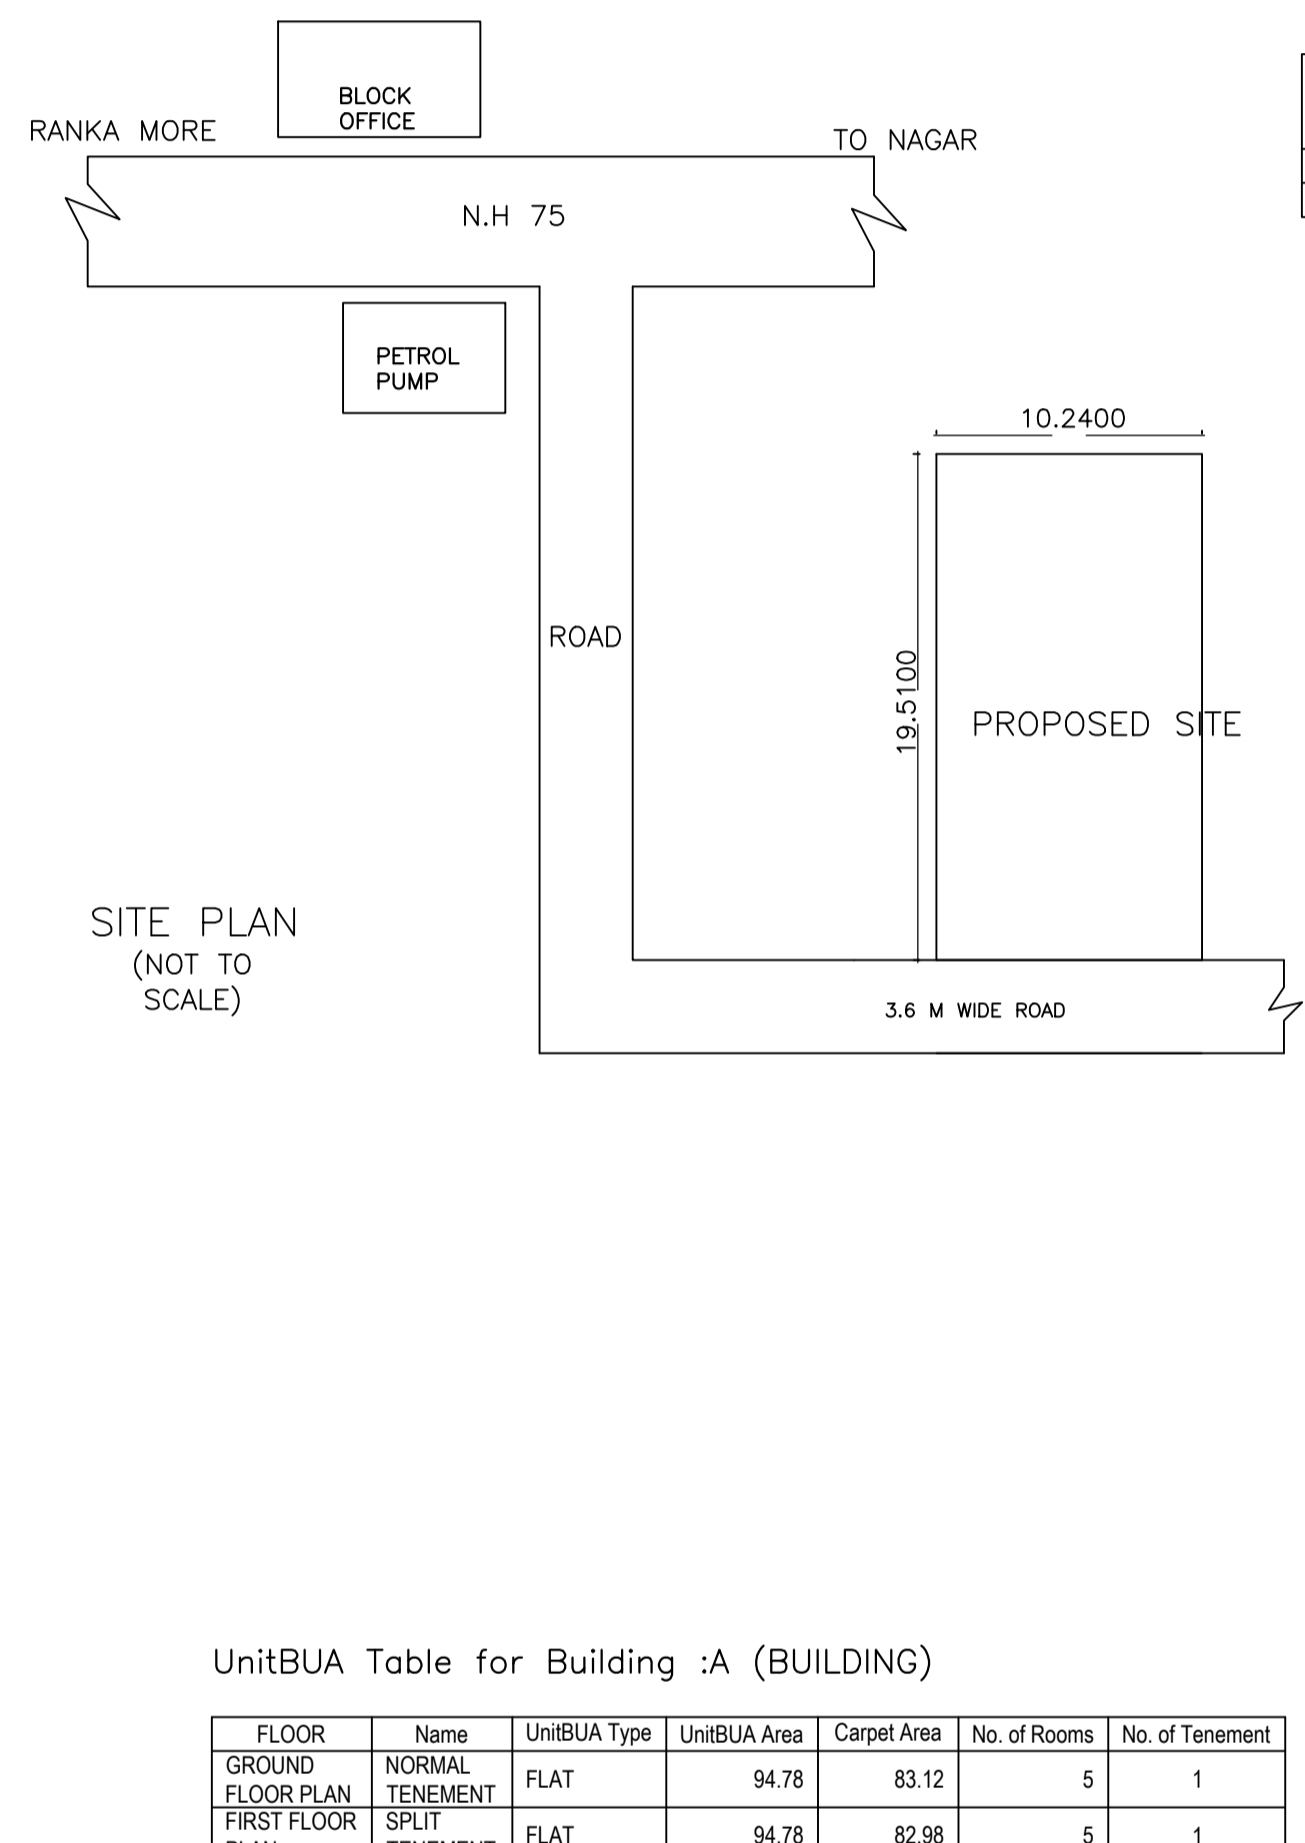 BLOCK
OFFICE
RANKA MORE
TO NAGAR
N.H 75
PETROL
PUMP
10.2400
ROAD
19.5100
PROPOSED SITE
SITE PLAN
(NOT TO
SCALE)
3.6 M WIDE ROAD
UnitBUA Table for Building :A (BUILDING)
FLOOR Name UnitBUA Type UnitBUA Area Carpet Area No. of Rooms No. of Tenement
GROUND FLOOR PLAN NORMAL TENEMENT FLAT 94.78 83.12 5 1
FIRST FLOOR PLAN SPLIT TENEMENT FLAT 94.78 82.98 5 1